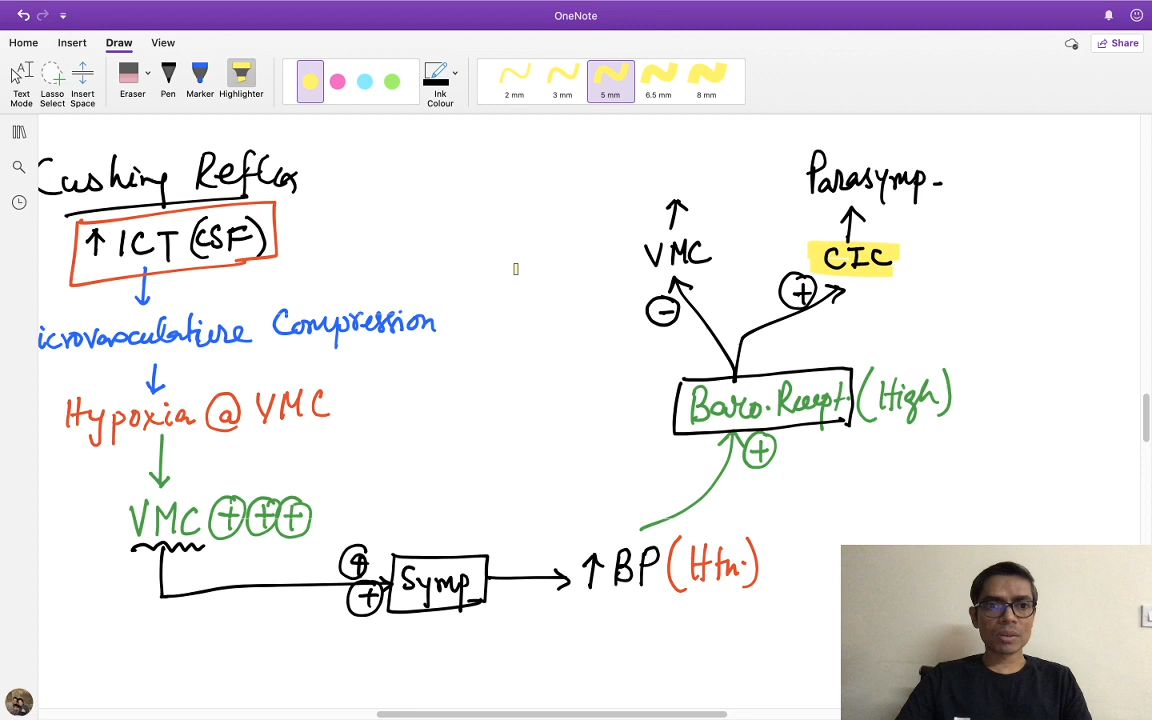 OneNote
Home Insert Draw View
Share
Text Mode
Lasso Select
Insert Space
Eraser
Pen
Marker
Highlighter
Ink Colour
2 mm
3 mm
5 mm
6.5 mm
8 mm
Cushing Reflex
↑ ICT (CSF)
icrovasculature Compression
Hypoxia @ VMC
VMC + + +
+
+
Symp
↑ BP (Htn.)
+
Baro. Recept. (High)
-
+
VMC
CIC
Parasymp-